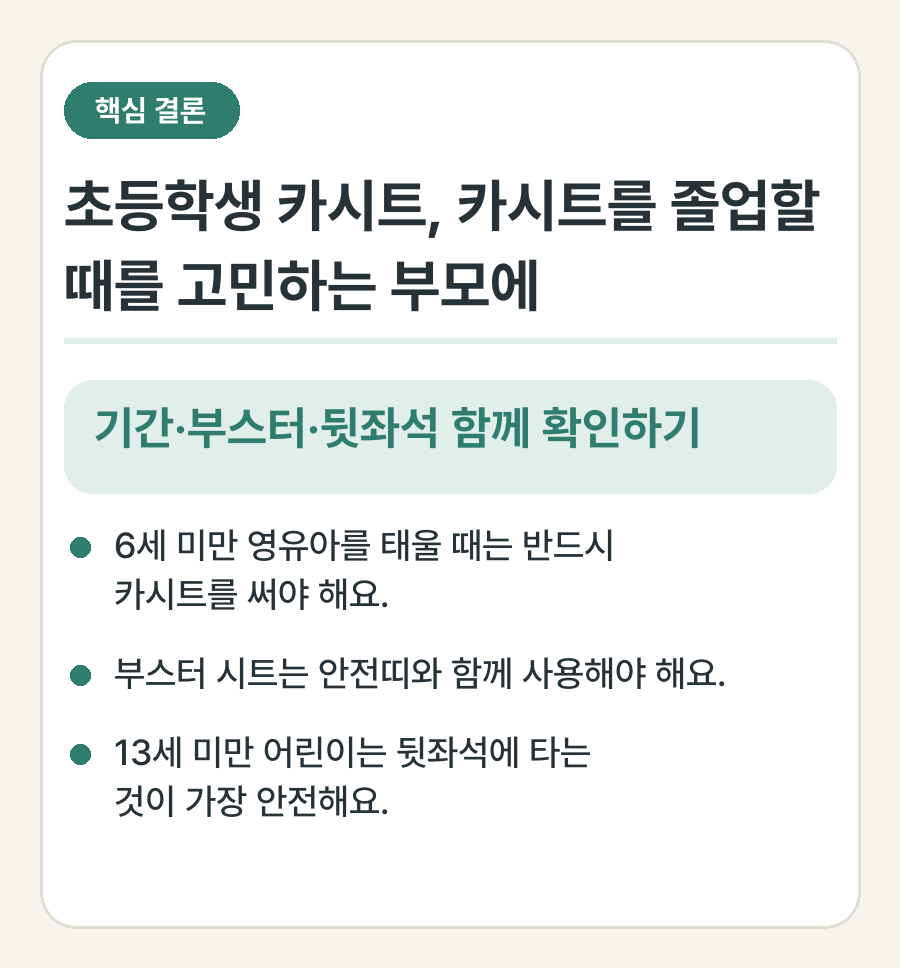 핵심 결론
초등학생 카시트, 카시트를 졸업할
때를 고민하는 부모에
기간·부스터·뒷좌석 함께 확인하기
6세 미만 영유아를 태울 때는 반드시
카시트를 써야 해요.
부스터 시트는 안전띠와 함께 사용해야 해요.
13세 미만 어린이는 뒷좌석에 타는
것이 가장 안전해요.